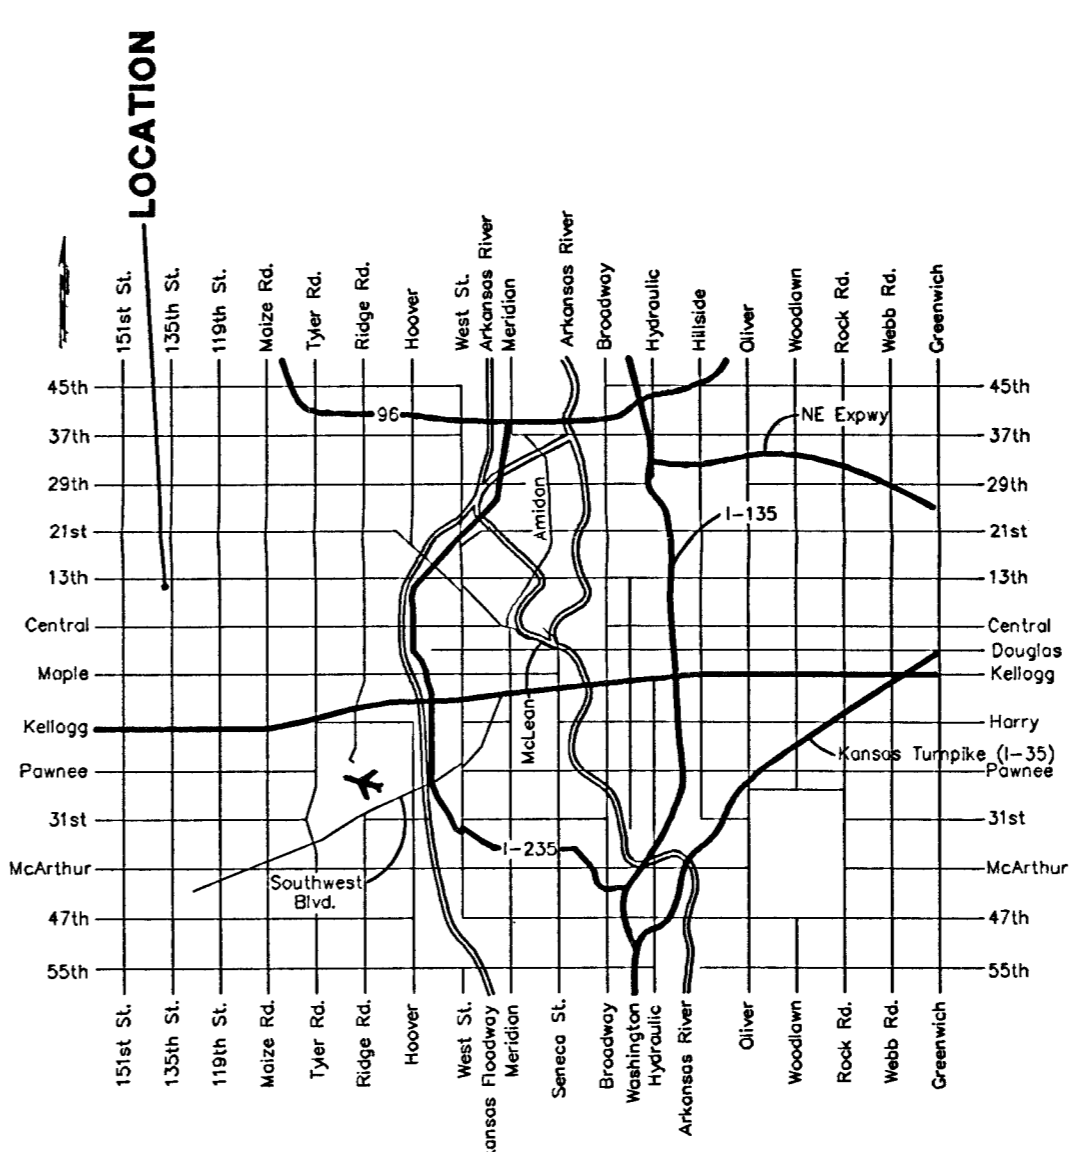 LOCATION
151st St.
135th St.
119th St.
Maize Rd.
Tyler Rd.
Ridge Rd.
Hoover
West St.
Arkansas River
Meridian
Arkansas River
Broadway
Hydraulic
Hillside
Oliver
Woodlawn
Rock Rd.
Webb Rd.
Greenwich
45th
45th
96
NE Expwy
37th
37th
29th
29th
Amidon
I-135
21st
21st
13th
13th
Central
Central
Douglas
Maple
Kellogg
McLean
Kellogg
Harry
Kansas Turnpike (I-35)
Pawnee
Pawnee
31st
31st
I-235
McArthur
McArthur
Southwest
Blvd.
47th
47th
55th
55th
151st St.
135th St.
119th St.
Maize Rd.
Tyler Rd.
Ridge Rd.
Hoover
West St.
kansas Floodway
Meridian
Seneca St.
Broadway
Washington
Hydraulic
Arkansas River
Oliver
Woodlawn
Rock Rd.
Webb Rd.
Greenwich